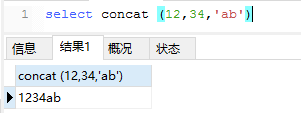 1 select concat (12,34,'ab')
信息 结果1 概况 状态
concat (12,34,'ab')
1234ab